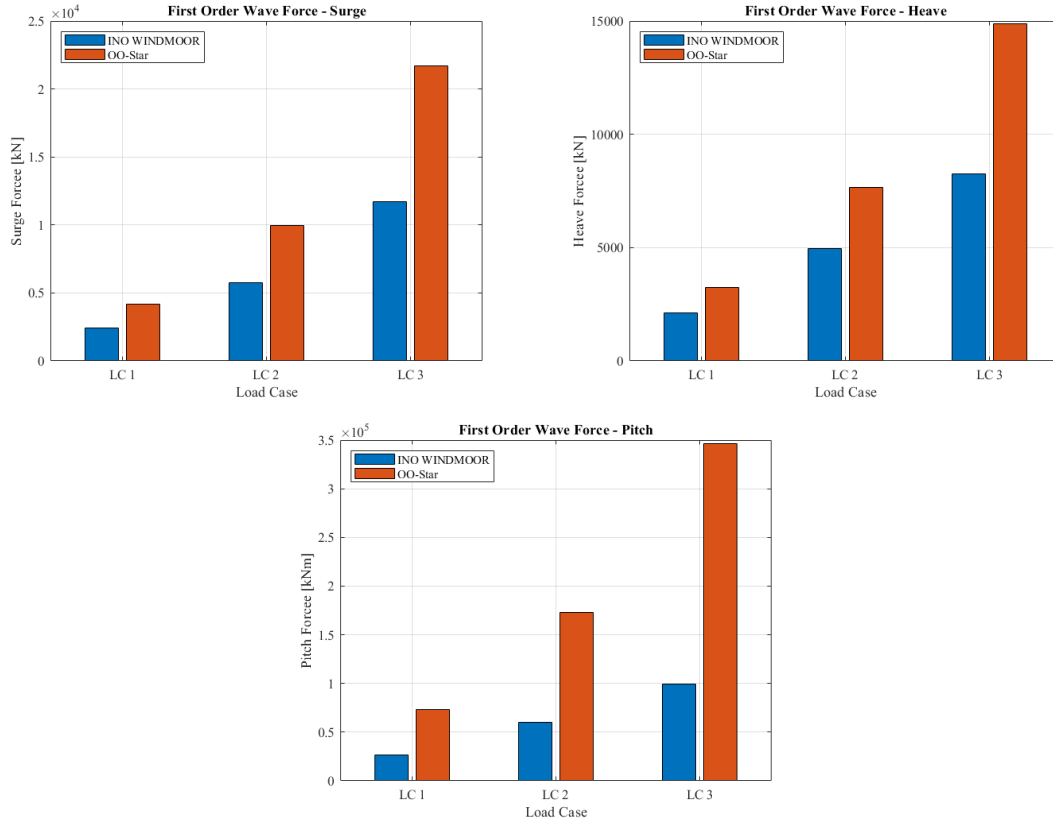 First Order Wave Force - Surge
×10^4
2.5
2
1.5
1
0.5
0
Surge Forcee [kN]
INO WINDMOOR
OO-Star
LC 1 LC 2 LC 3
Load Case
First Order Wave Force - Heave
15000
10000
5000
0
Heave Forcee [kN]
INO WINDMOOR
OO-Star
LC 1 LC 2 LC 3
Load Case
First Order Wave Force - Pitch
×10^5
3.5
3
2.5
2
1.5
1
0.5
0
Pitch Forcee [kNm]
INO WINDMOOR
OO-Star
LC 1 LC 2 LC 3
Load Case